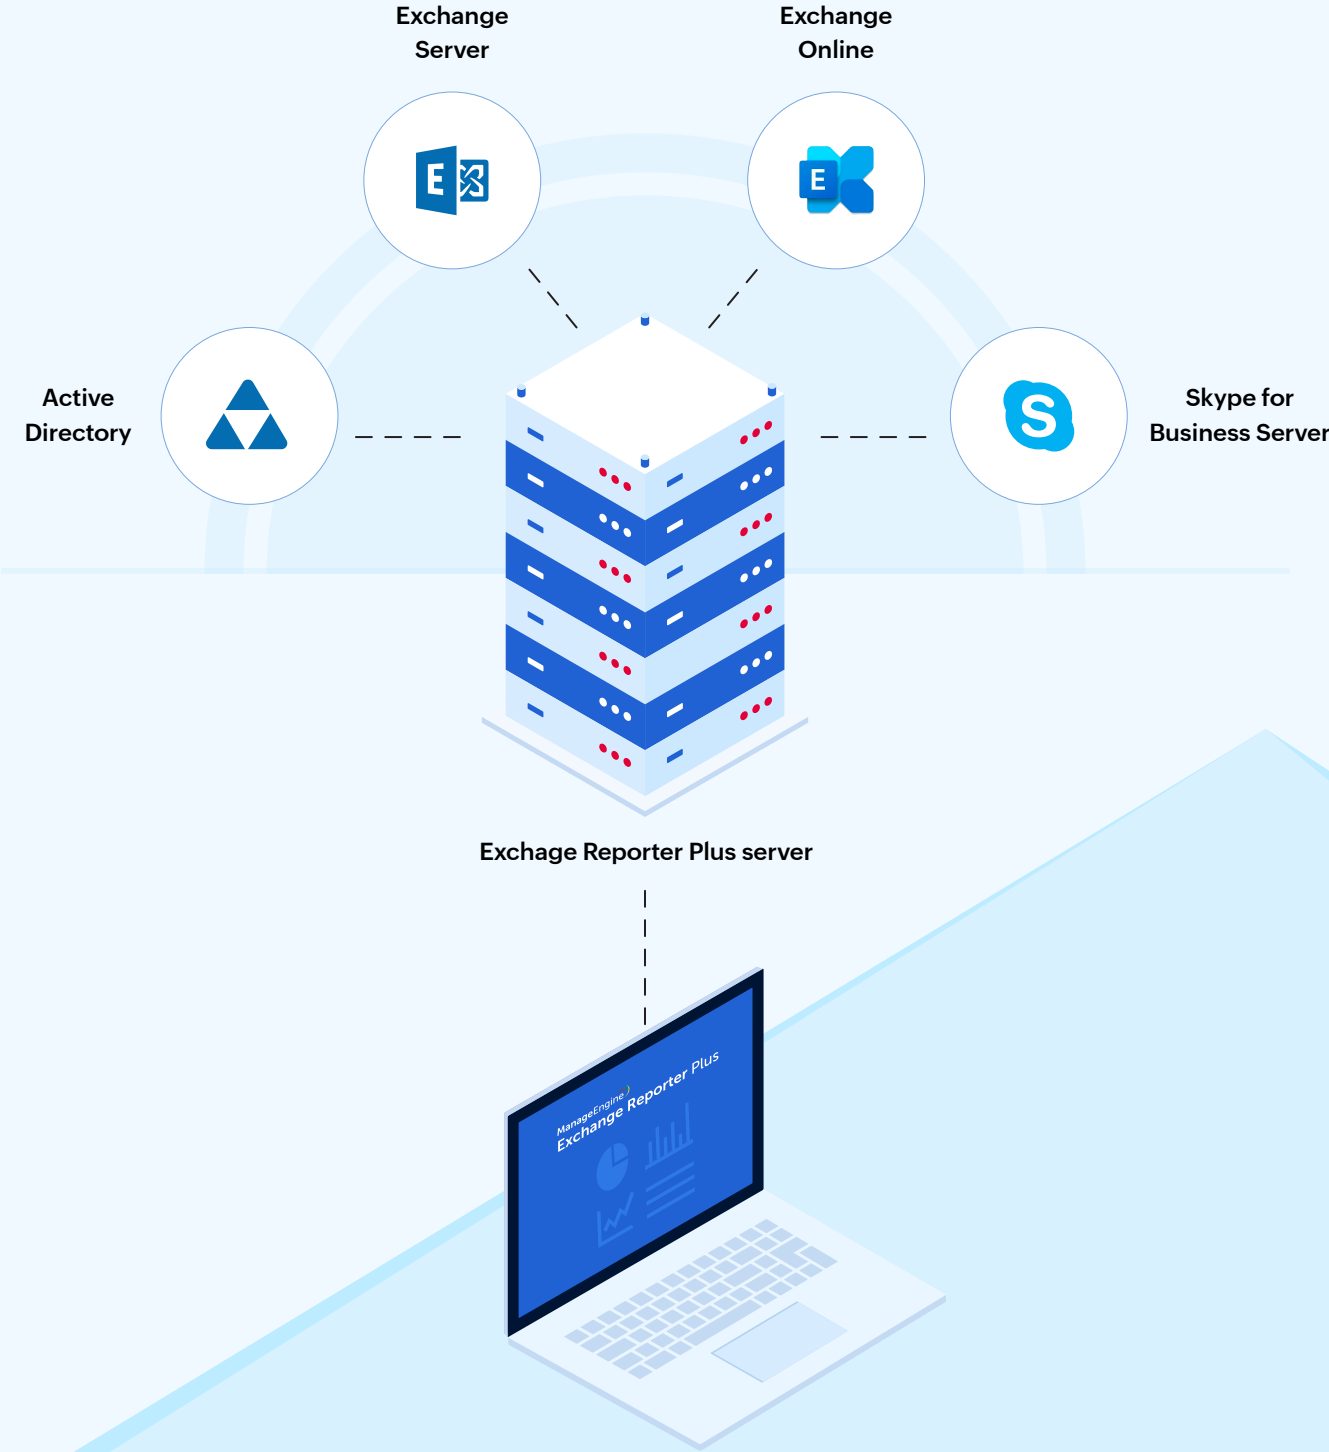 Exchange
Server
Exchange
Online
E
E
Active
Directory
S
Skype for
Business Server
Exchage Reporter Plus server
ManageEngine
Exchange Reporter Plus